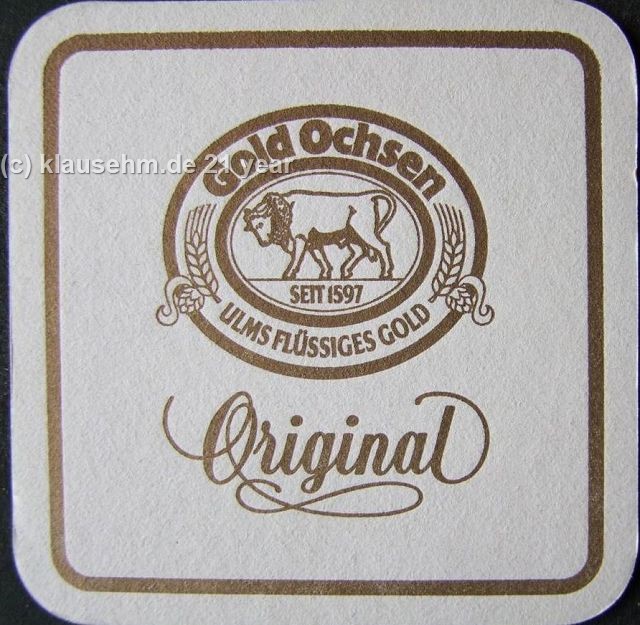 Gold Ochsen
(c) klausehm.de 21 year
SEIT 1597
ULMS FLÜSSIGES GOLD
Original